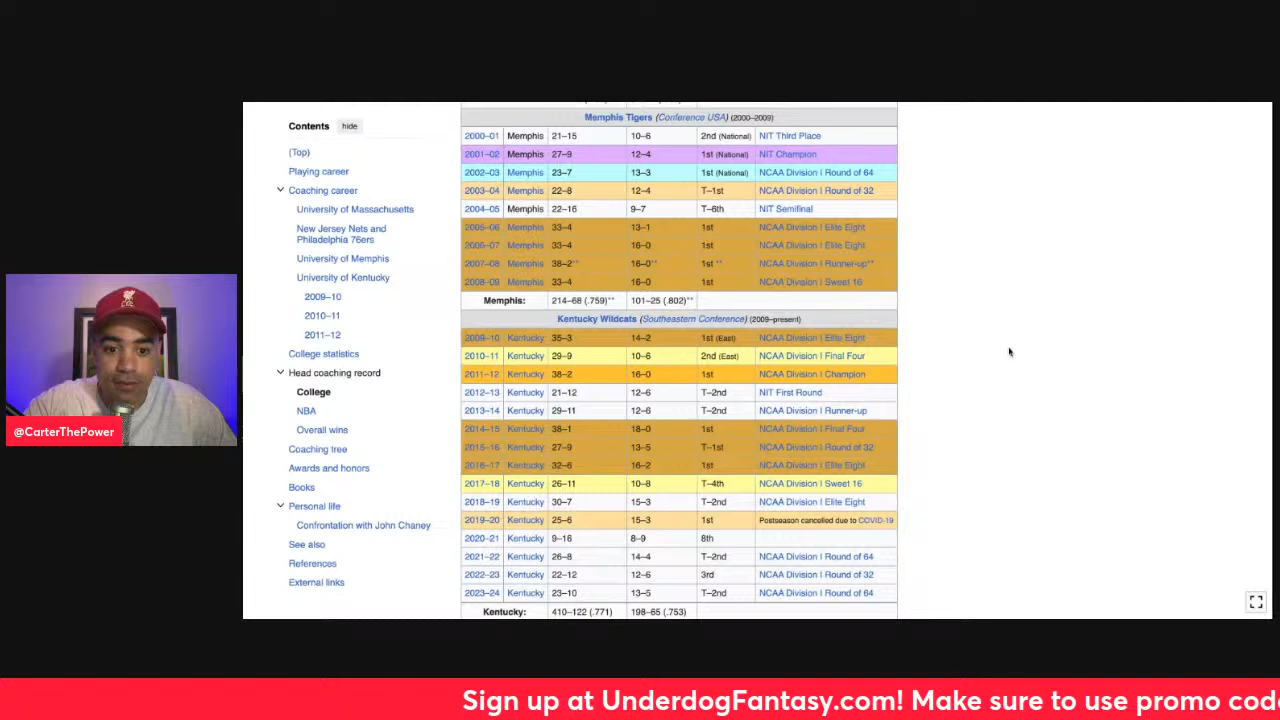 Contents hide
(Top)
Playing career
Coaching career
University of Massachusetts
New Jersey Nets and
Philadelphia 76ers
University of Memphis
University of Kentucky
2009–10
2010–11
2011–12
College statistics
Head coaching record
College
NBA
Overall wins
Coaching tree
Awards and honors
Books
Personal life
Confrontation with John Chaney
See also
References
External links
Memphis Tigers (Conference USA) (2000–2009)
2000–01 Memphis 21–15 10–6 2nd (National) NIT Third Place
2001–02 Memphis 27–9 12–4 1st (National) NIT Champion
2002–03 Memphis 23–7 13–3 1st (National) NCAA Division I Round of 64
2003–04 Memphis 22–8 12–4 T–1st NCAA Division I Round of 32
2004–05 Memphis 22–16 9–7 T–6th NIT Semifinal
2005–06 Memphis 33–4 13–1 1st NCAA Division I Elite Eight
2006–07 Memphis 33–4 16–0 1st NCAA Division I Elite Eight
2007–08 Memphis 38–2** 16–0** 1st ** NCAA Division I Runner-up**
2008–09 Memphis 33–4 16–0 1st NCAA Division I Sweet 16
Memphis: 214–68 (.759)** 101–25 (.802)**
Kentucky Wildcats (Southeastern Conference) (2009–present)
2009–10 Kentucky 35–3 14–2 1st (East) NCAA Division I Elite Eight
2010–11 Kentucky 29–9 10–6 2nd (East) NCAA Division I Final Four
2011–12 Kentucky 38–2 16–0 1st NCAA Division I Champion
2012–13 Kentucky 21–12 12–6 T–2nd NIT First Round
2013–14 Kentucky 29–11 12–6 T–2nd NCAA Division I Runner-up
2014–15 Kentucky 38–1 18–0 1st NCAA Division I Final Four
2015–16 Kentucky 27–9 13–5 T–1st NCAA Division I Round of 32
2016–17 Kentucky 32–6 16–2 1st NCAA Division I Elite Eight
2017–18 Kentucky 26–11 10–8 T–4th NCAA Division I Sweet 16
2018–19 Kentucky 30–7 15–3 T–2nd NCAA Division I Elite Eight
2019–20 Kentucky 25–6 15–3 1st Postseason cancelled due to COVID-19
2020–21 Kentucky 9–16 8–9 8th
2021–22 Kentucky 26–8 14–4 T–2nd NCAA Division I Round of 64
2022–23 Kentucky 22–12 12–6 3rd NCAA Division I Round of 32
2023–24 Kentucky 23–10 13–5 T–2nd NCAA Division I Round of 64
Kentucky: 410–122 (.771) 198–65 (.753)
@CarterThePower
Sign up at UnderdogFantasy.com! Make sure to use promo code